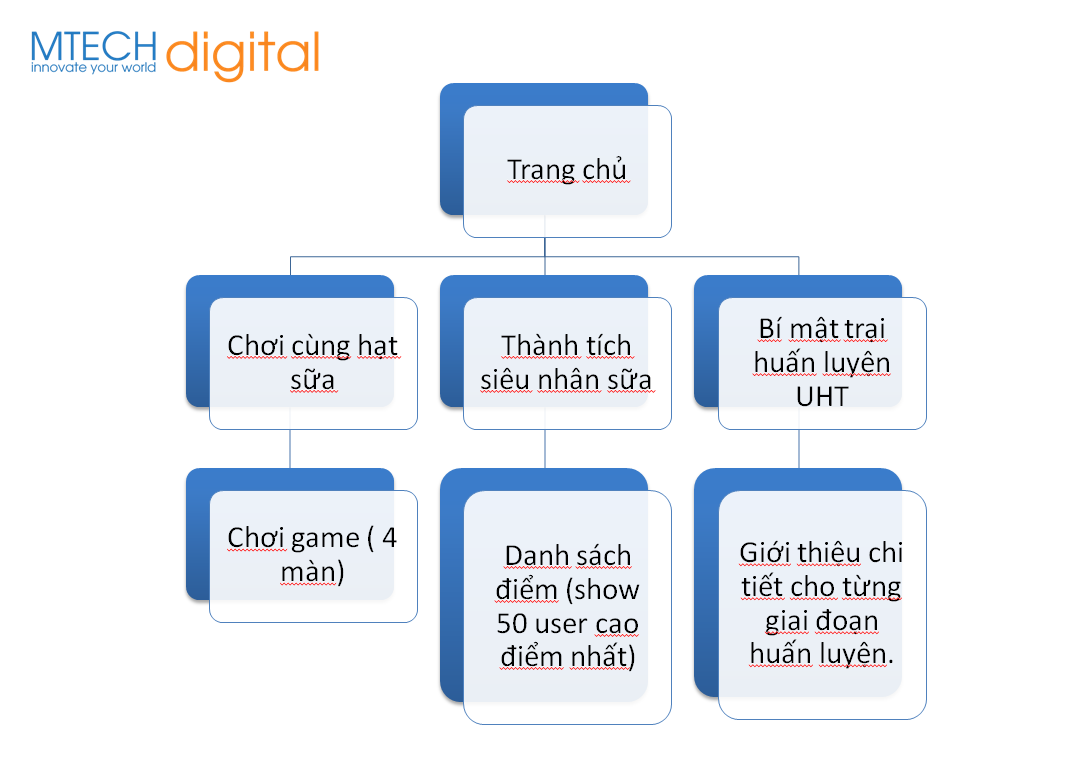 MTECH digital
innovate your world
Trang chủ
Chơi cùng hạt
sữa
Thành tích
siêu nhân sữa
Bí mật trại
huấn luyện
UHT
Chơi game ( 4
màn)
Danh sách
điểm (show
50 user cao
điểm nhất)
Giới thiệu chi
tiết cho từng
giai đoạn
huấn luyện.